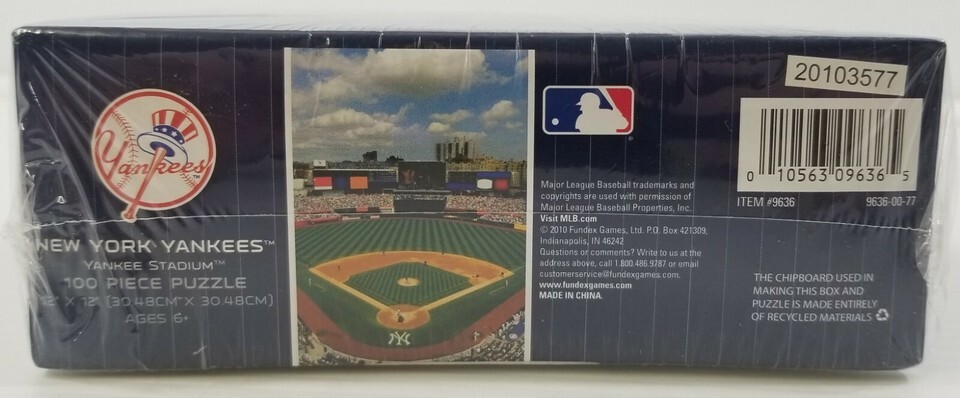 Yankees
NEW YORK YANKEES™
YANKEE STADIUM™
100 PIECE PUZZLE
12" X 12" (30.48CM X 30.48CM)
AGES 6+
NY
Major League Baseball trademarks and
copyrights are used with permission of
Major League Baseball Properties, Inc.
Visit MLB.com
© 2010 Fundex Games, Ltd. P.O. Box 421309,
Indianapolis, IN 46242
Questions or comments? Write to us at the
address above, call 1.800.486.9787 or email
customerservice@fundexgames.com.
www.fundexgames.com
MADE IN CHINA.
20103577
0 10563 09636 5
ITEM #9636 9636-00-77
THE CHIPBOARD USED IN
MAKING THIS BOX AND
PUZZLE IS MADE ENTIRELY
OF RECYCLED MATERIALS